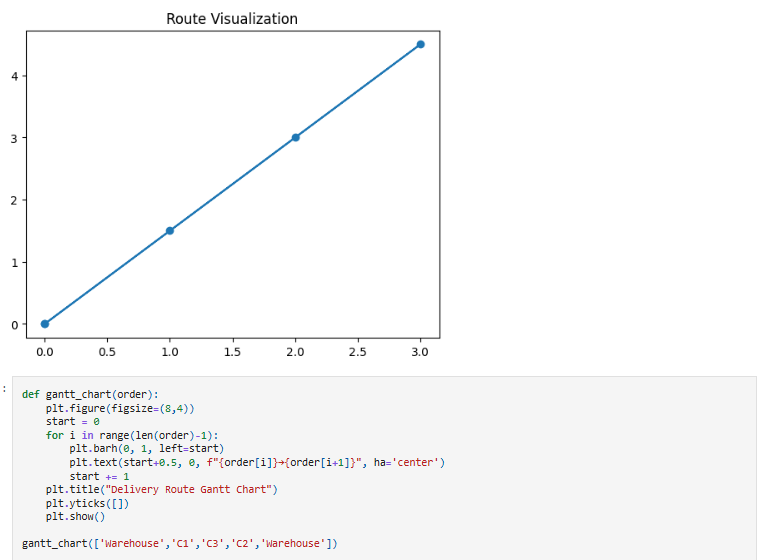 Route Visualization
4
3
2
1
0
0.0 0.5 1.0 1.5 2.0 2.5 3.0
:
def gantt_chart(order):
    plt.figure(figsize=(8,4))
    start = 0
    for i in range(len(order)-1):
        plt.barh(0, 1, left=start)
        plt.text(start+0.5, 0, f"{order[i]}→{order[i+1]}", ha='center')
        start += 1
    plt.title("Delivery Route Gantt Chart")
    plt.yticks([])
    plt.show()
gantt_chart(['Warehouse','C1','C3','C2','Warehouse'])